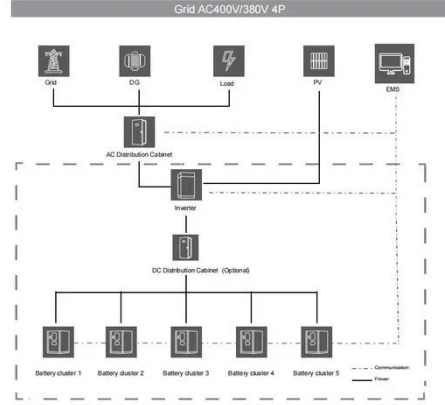 Grid AC400V/380V 4P
Grid
DG
Load
PV
EMS
AC Distribution Cabinet
Inverter
DC Distribution Cabinet (Optional)
Battery cluster 1
Battery cluster 2
Battery cluster 3
Battery cluster 4
Battery cluster 5
Communication
Power